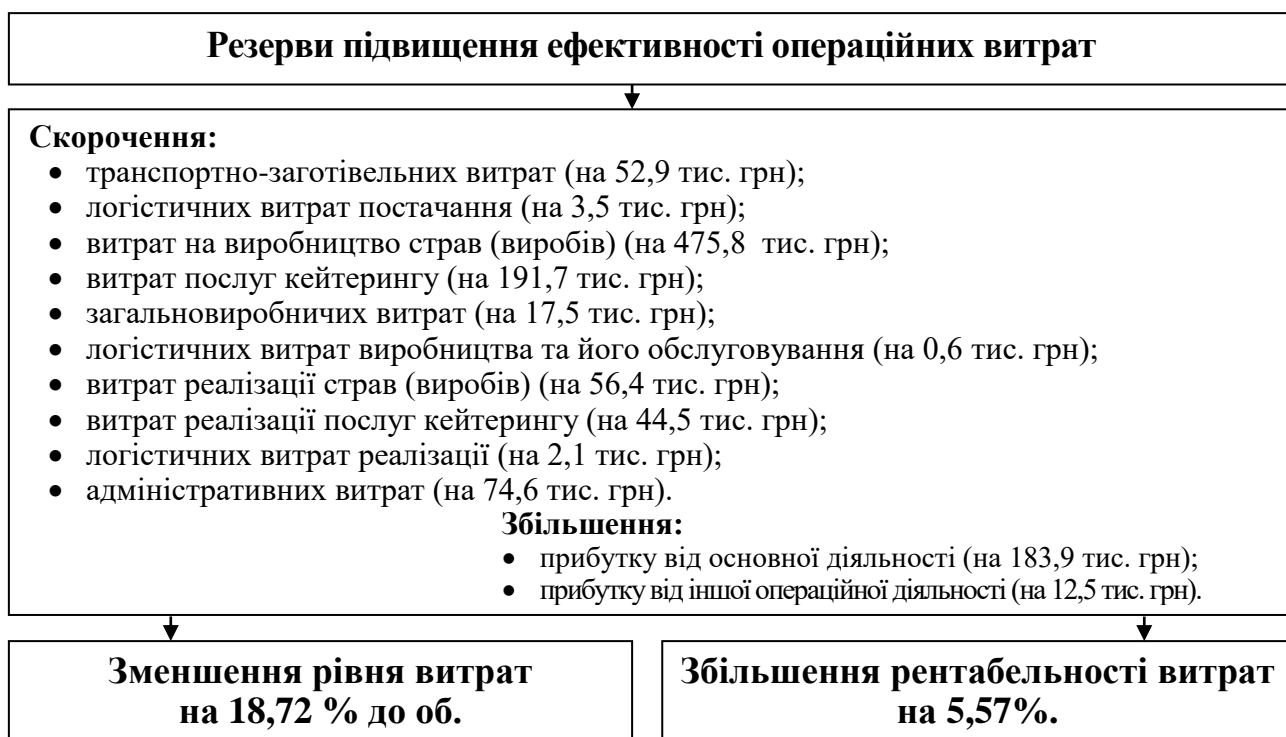 Резерви підвищення ефективності операційних витрат
Скорочення:
• транспортно-заготівельних витрат (на 52,9 тис. грн);
• логістичних витрат постачання (на 3,5 тис. грн);
• витрат на виробництво страв (виробів) (на 475,8 тис. грн);
• витрат послуг кейтерингу (на 191,7 тис. грн);
• загальновиробничих витрат (на 17,5 тис. грн);
• логістичних витрат виробництва та його обслуговування (на 0,6 тис. грн);
• витрат реалізації страв (виробів) (на 56,4 тис. грн);
• витрат реалізації послуг кейтерингу (на 44,5 тис. грн);
• логістичних витрат реалізації (на 2,1 тис. грн);
• адміністративних витрат (на 74,6 тис. грн).
Збільшення:
• прибутку від основної діяльності (на 183,9 тис. грн);
• прибутку від іншої операційної діяльності (на 12,5 тис. грн).
Зменшення рівня витрат
на 18,72 % до об.
Збільшення рентабельності витрат
на 5,57%.